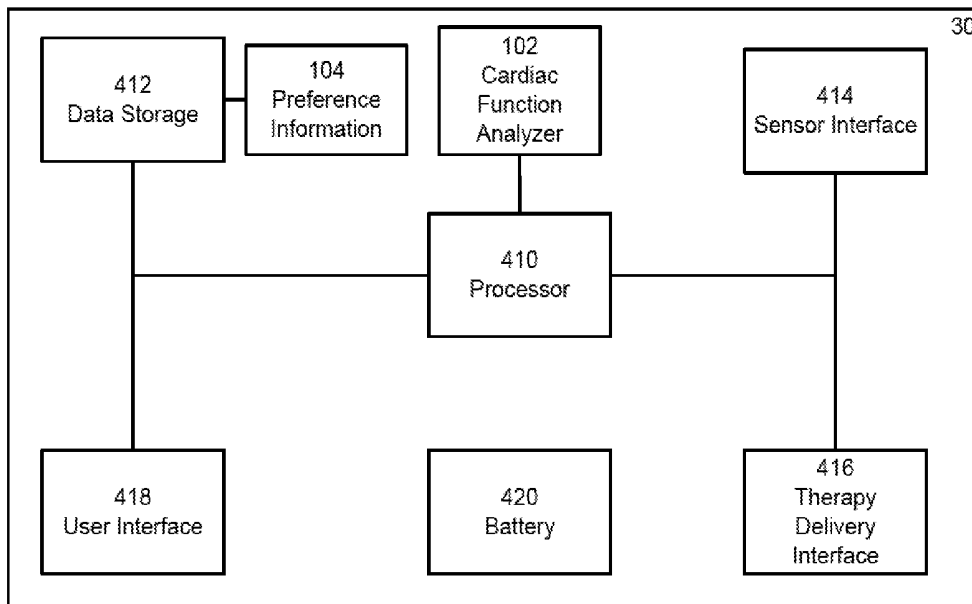 30
412
Data Storage
104
Preference
Information
102
Cardiac
Function
Analyzer
414
Sensor Interface
410
Processor
418
User Interface
420
Battery
416
Therapy
Delivery
Interface